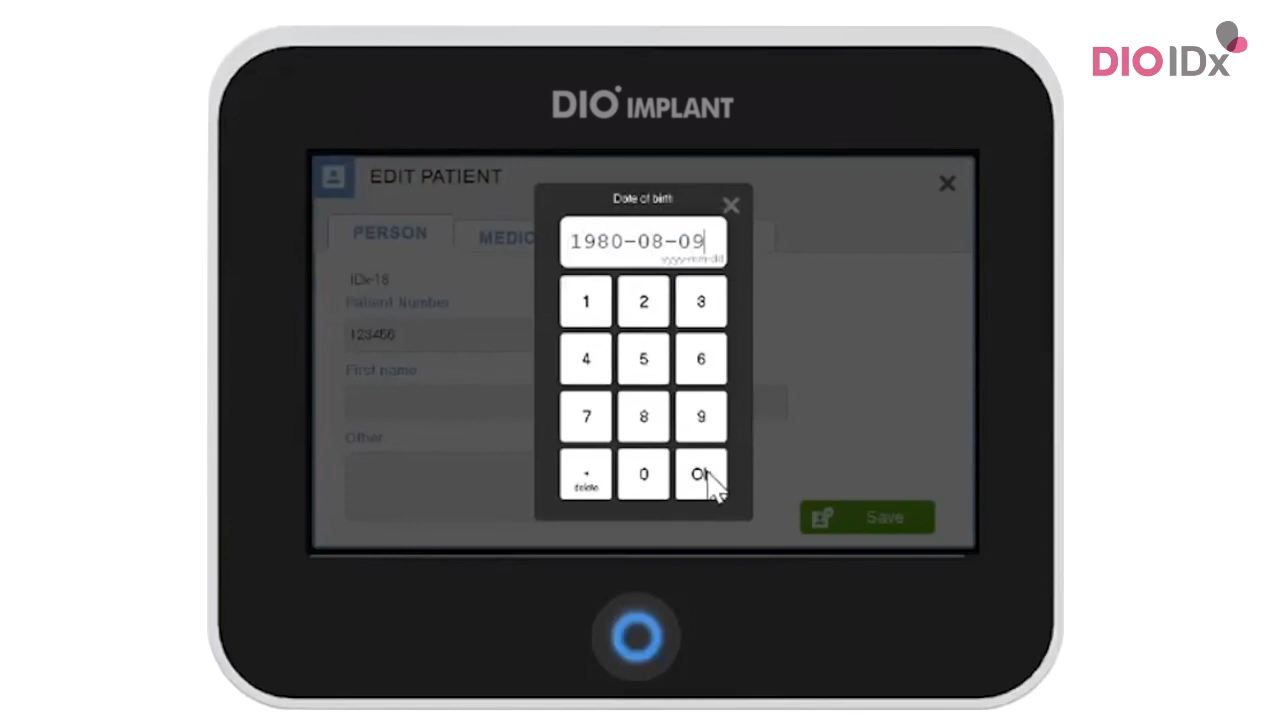 DIO IDx
DIO IMPLANT
EDIT PATIENT
PERSON
MEDIC
IDx-16
Patient Number
123456
First name
Other
Date of birth
1980-08-09
yyyy-mm-dd
1 2 3
4 5 6
7 8 9
delete 0
Save